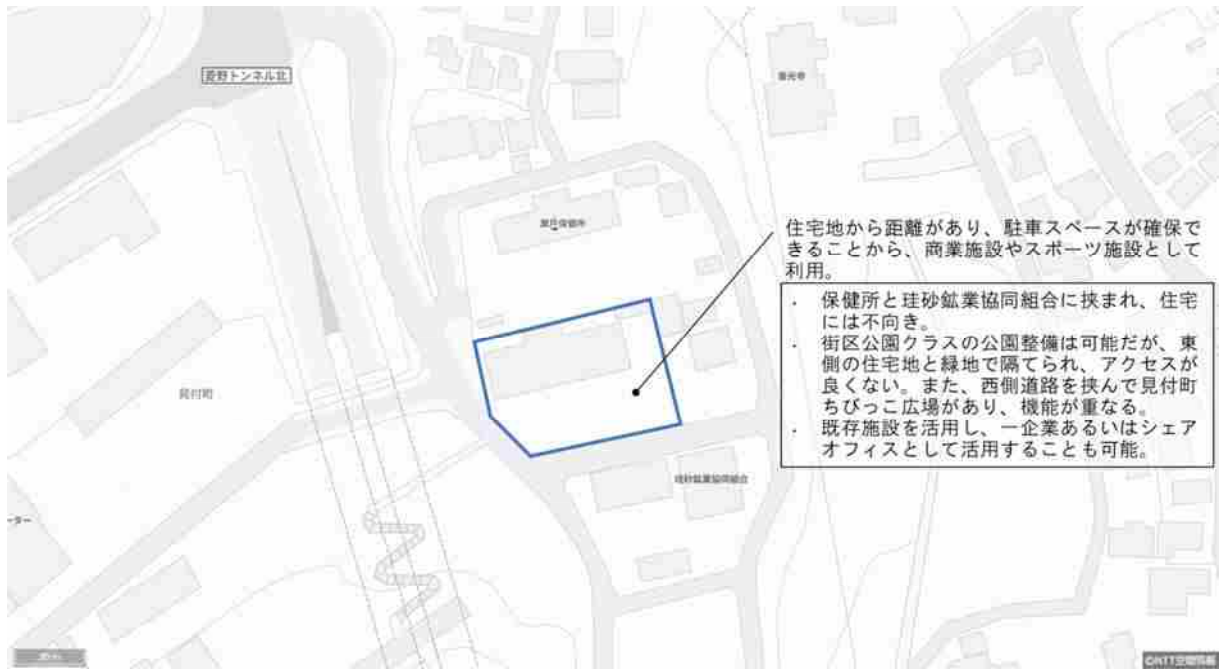 菱野トンネル北
住宅地から距離があり、駐車スペースが確保で
きることから、商業施設やスポーツ施設として
利用。
・ 保健所と珪砂鉱業協同組合に挟まれ、住宅
には不向き。
・ 街区公園クラスの公園整備は可能だが、東
側の住宅地と緑地で隔てられ、アクセスが
良くない。また、西側道路を挟んで見付町
ちびっこ広場があり、機能が重なる。
・ 既存施設を活用し、一企業あるいはシェア
オフィスとして活用することも可能。
見付町
珪砂鉱業協同組合
ーター